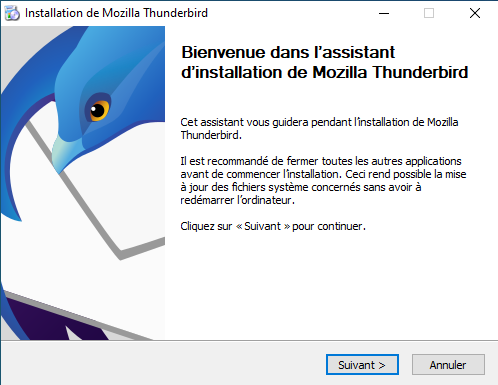 Installation de Mozilla Thunderbird
Bienvenue dans l'assistant
d'installation de Mozilla Thunderbird
Cet assistant vous guidera pendant l'installation de Mozilla
Thunderbird.
Il est recommandé de fermer toutes les autres applications
avant de commencer l'installation. Ceci rend possible la mise
à jour des fichiers système concernés sans avoir à
redémarrer l'ordinateur.
Cliquez sur « Suivant » pour continuer.
Suivant >
Annuler